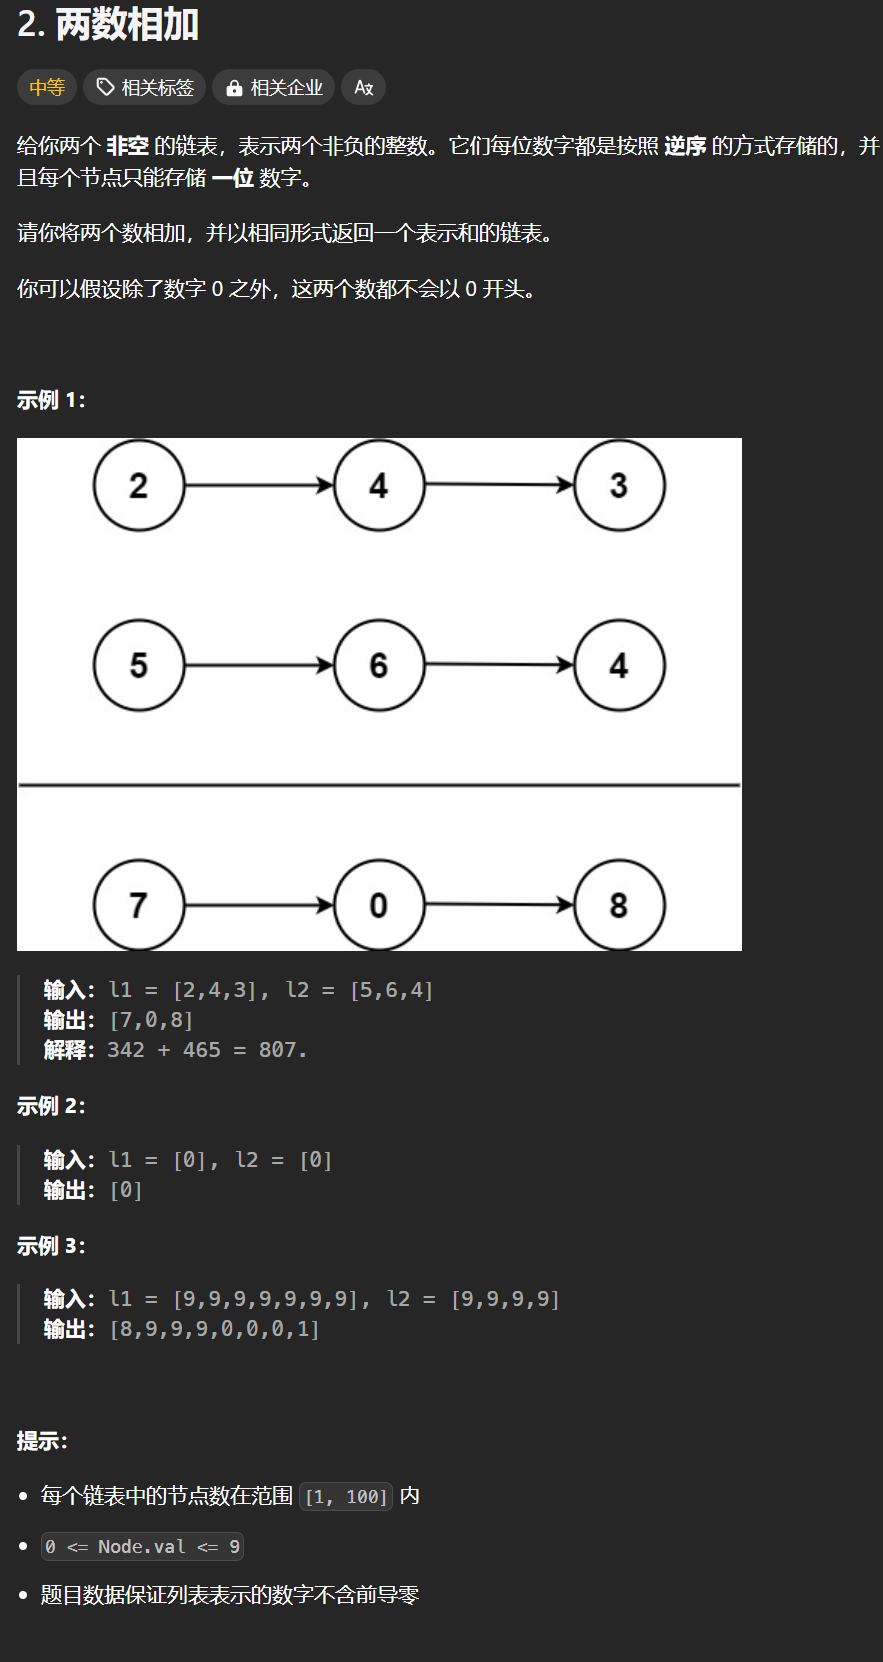 2. 两数相加
中等 相关标签 相关企业 A文
给你两个 非空 的链表，表示两个非负的整数。它们每位数字都是按照 逆序 的方式存储的，并
且每个节点只能存储 一位 数字。
请你将两个数相加，并以相同形式返回一个表示和的链表。
你可以假设除了数字 0 之外，这两个数都不会以 0 开头。
示例 1：
2 4 3
5 6 4
7 0 8
输入：l1 = [2,4,3], l2 = [5,6,4]
输出：[7,0,8]
解释：342 + 465 = 807.
示例 2：
输入：l1 = [0], l2 = [0]
输出：[0]
示例 3：
输入：l1 = [9,9,9,9,9,9,9], l2 = [9,9,9,9]
输出：[8,9,9,9,0,0,0,1]
提示：
每个链表中的节点数在范围 [1, 100] 内
0 <= Node.val <= 9
题目数据保证列表表示的数字不含前导零